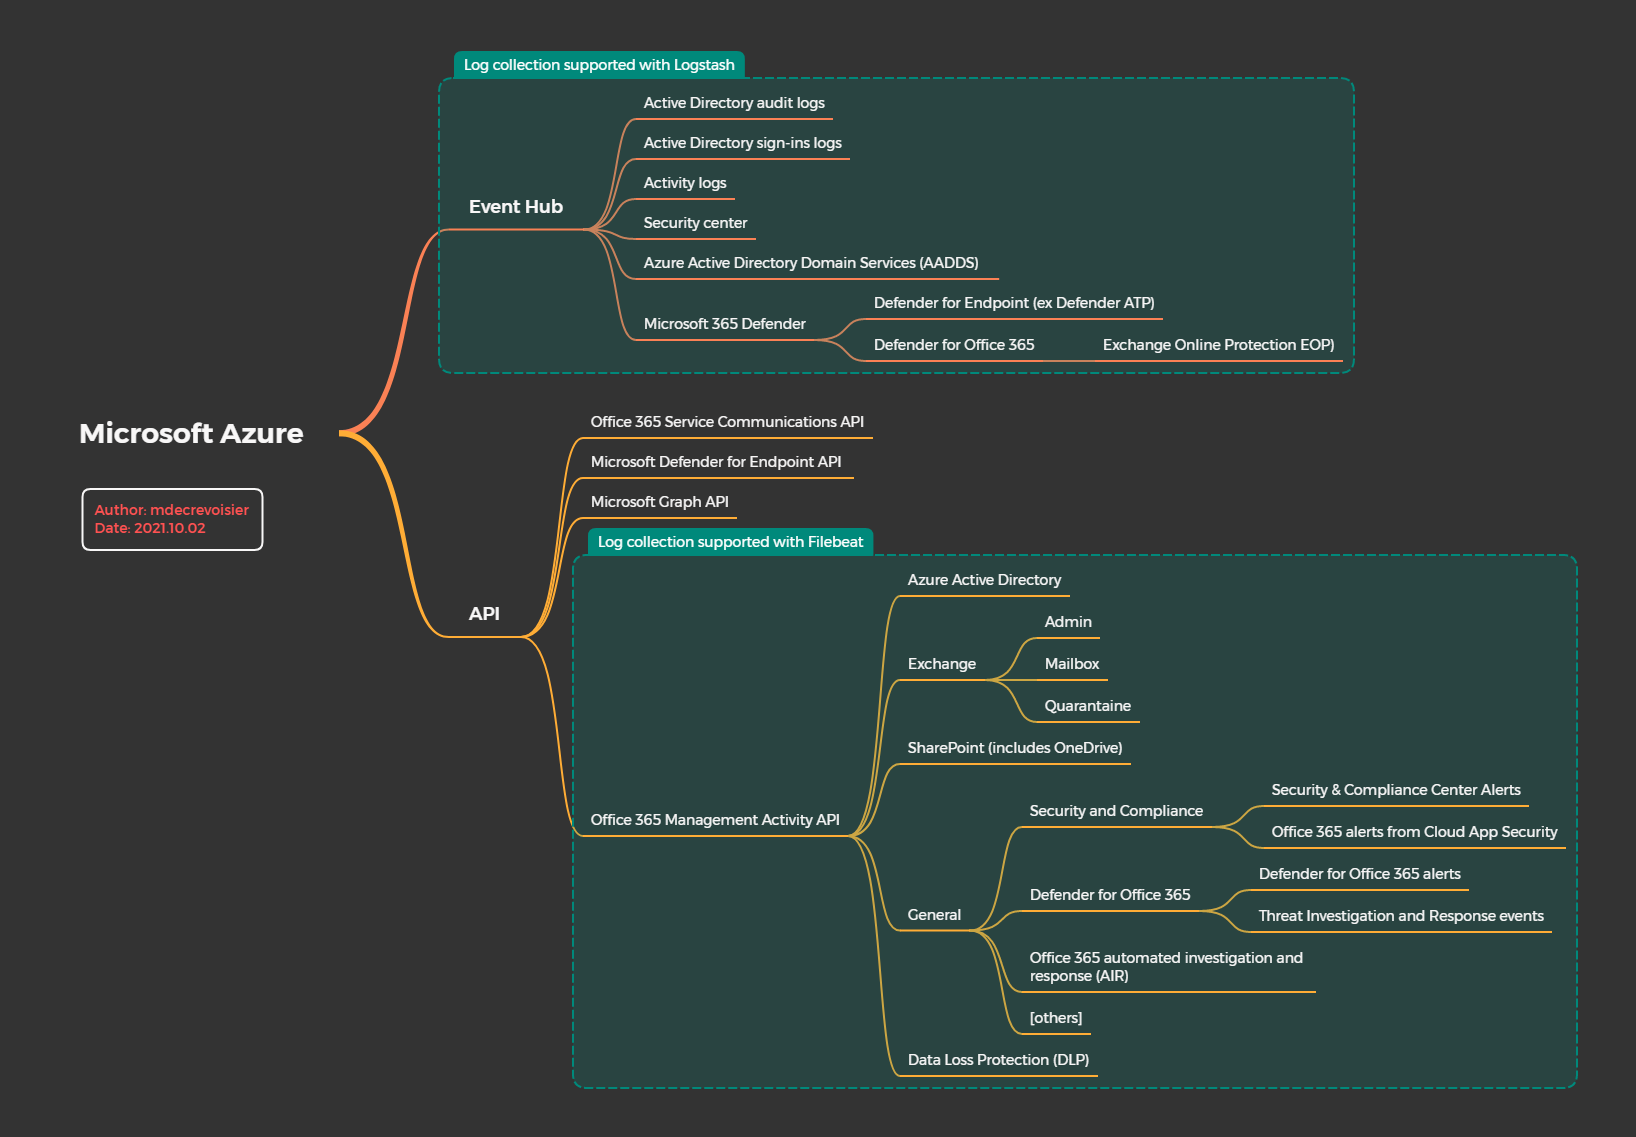 Log collection supported with Logstash
Active Directory audit logs
Active Directory sign-ins logs
Activity logs
Event Hub
Security center
Azure Active Directory Domain Services (AADDS)
Defender for Endpoint (ex Defender ATP)
Microsoft 365 Defender
Defender for Office 365
Exchange Online Protection EOP)
Microsoft Azure
Author: mdecrevoisier
Date: 2021.10.02
Office 365 Service Communications API
Microsoft Defender for Endpoint API
Microsoft Graph API
Log collection supported with Filebeat
API
Azure Active Directory
Admin
Exchange
Mailbox
Quarantaine
SharePoint (includes OneDrive)
Security & Compliance Center Alerts
Security and Compliance
Office 365 alerts from Cloud App Security
Office 365 Management Activity API
Defender for Office 365 alerts
Defender for Office 365
Threat Investigation and Response events
General
Office 365 automated investigation and
response (AIR)
[others]
Data Loss Protection (DLP)